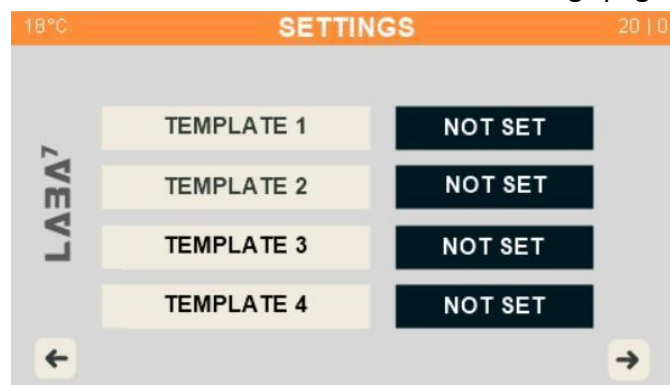 18°C SETTINGS 20 | 0
TEMPLATE 1 NOT SET
TEMPLATE 2 NOT SET
TEMPLATE 3 NOT SET
TEMPLATE 4 NOT SET
LABA7